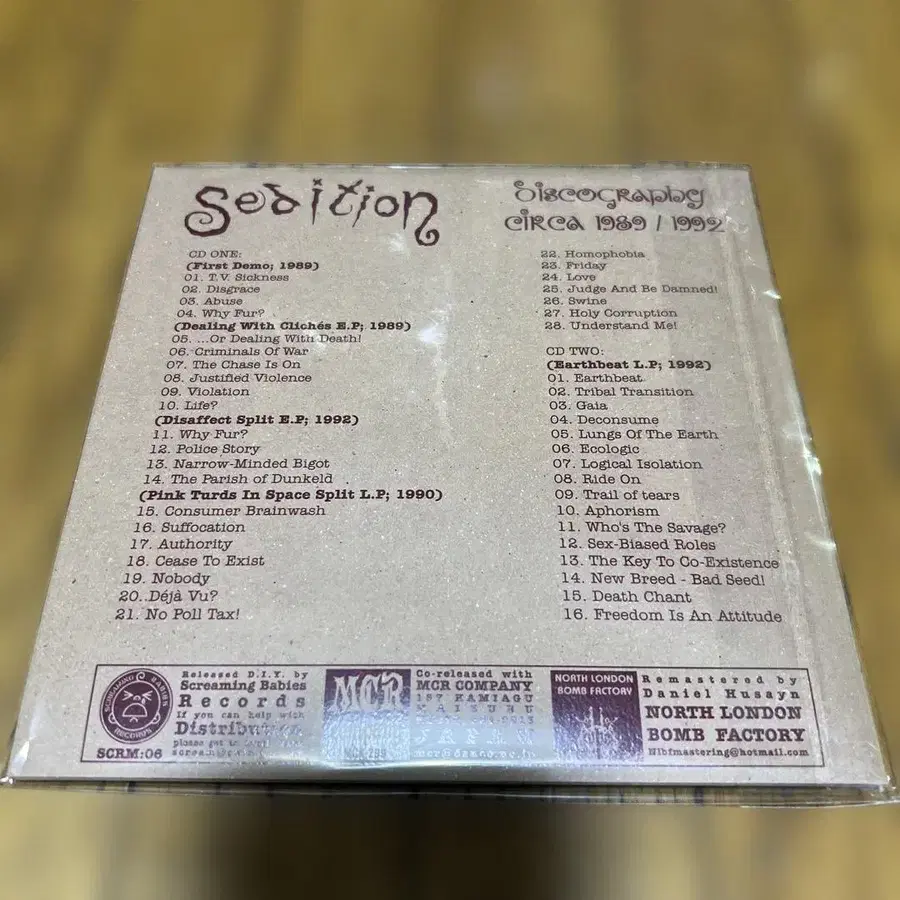 Sedition
Discography
circa 1989 / 1992
CD ONE:
(First Demo; 1989)
01. T.V. Sickness
02. Disgrace
03. Abuse
04. Why Fur?
(Dealing With Clichés E.P; 1989)
05. ...Or Dealing With Death!
06. Criminals Of War
07. The Chase Is On
08. Justified Violence
09. Violation
10. Life?
(Disaffect Split E.P; 1992)
11. Why Fur?
12. Police Story
13. Narrow-Minded Bigot
14. The Parish of Dunkeld
(Pink Turds In Space Split L.P; 1990)
15. Consumer Brainwash
16. Suffocation
17. Authority
18. Cease To Exist
19. Nobody
20. Déjà Vu?
21. No Poll Tax!
22. Homophobia
23. Friday
24. Love
25. Judge And Be Damned!
26. Swine
27. Holy Corruption
28. Understand Me!
CD TWO:
(Earthbeat L.P; 1992)
01. Earthbeat
02. Tribal Transition
03. Gaia
04. Deconsume
05. Lungs Of The Earth
06. Ecologic
07. Logical Isolation
08. Ride On
09. Trail of tears
10. Aphorism
11. Who's The Savage?
12. Sex-Biased Roles
13. The Key To Co-Existence
14. New Breed - Bad Seed!
15. Death Chant
16. Freedom Is An Attitude
SCREAMING BABIES
RECORDS
SCRM:06
Released D.I.Y. by
Screaming Babies
Records
if you can help with
please get in
MCR
Co-released with
MCR COMPANY
157 KAMIAGU
MAIZURU
JAPAN
NORTH LONDON
BOMB FACTORY
Remastered by
Daniel Husayn
NORTH LONDON
BOMB FACTORY
Nlbfmastering@hotmail.com